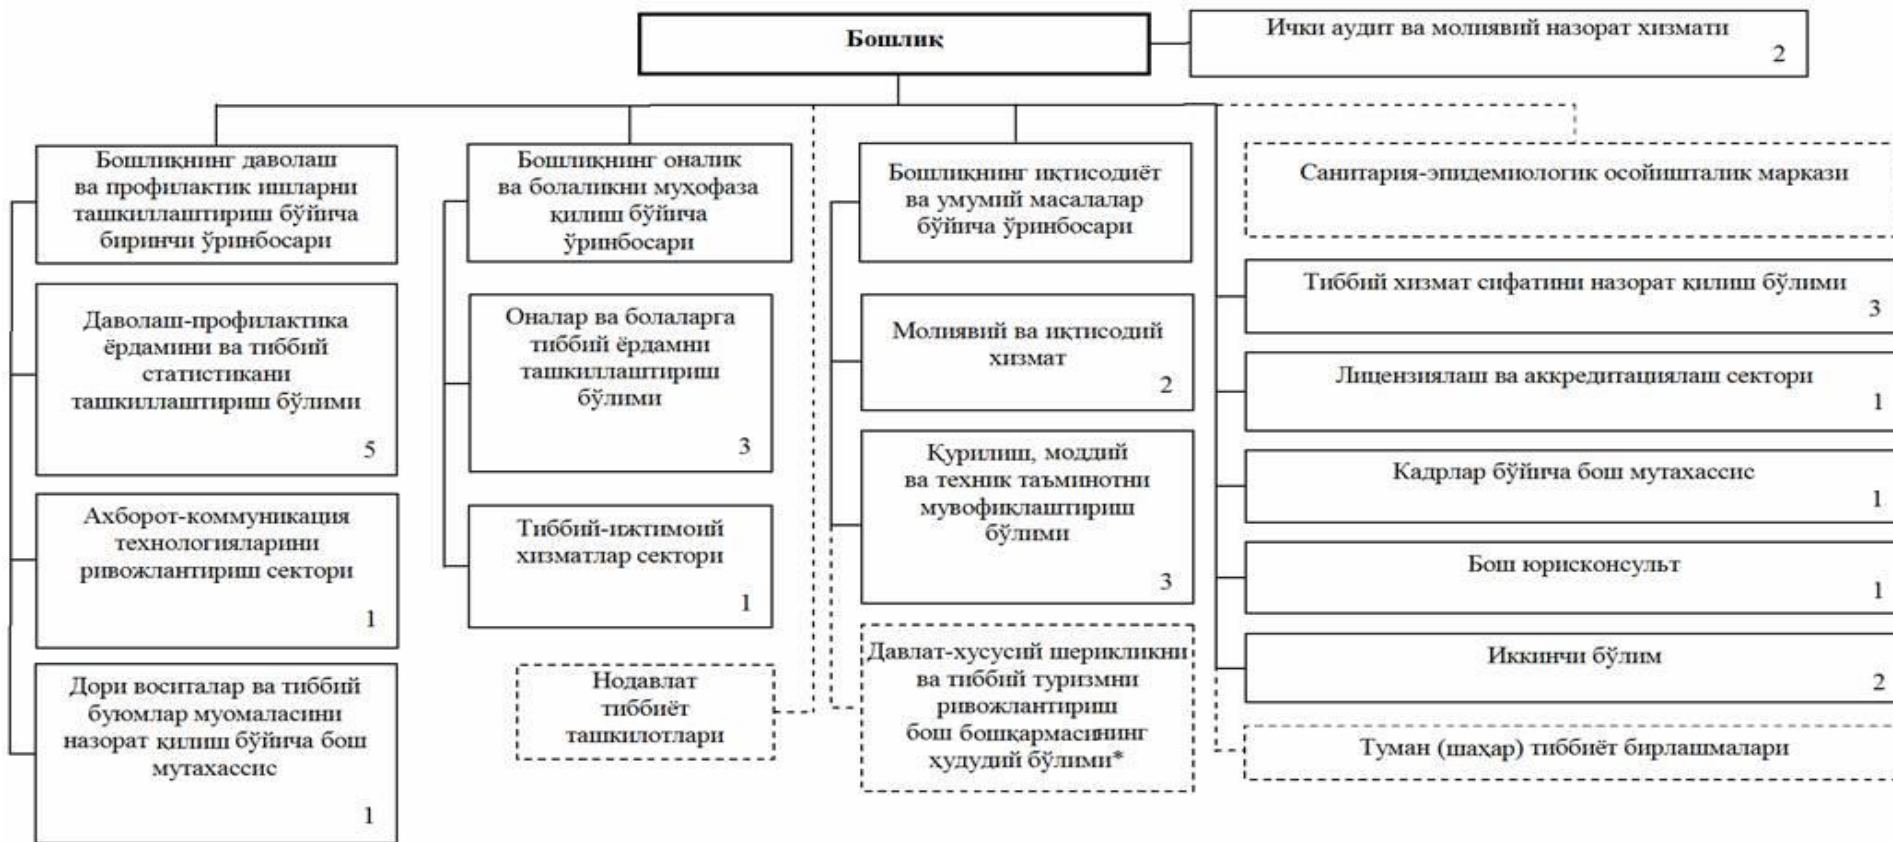 Бошлиқ
Ички аудит ва молиявий назорат хизмати
2
Бошлиқнинг даволаш
ва профилактик ишларни
ташкиллаштириш бўйича
биринчи ўринбосари
Даволаш-профилактика
ёрдамини ва тиббий
статистикани
ташкиллаштириш бўлими
5
Ахборот-коммуникация
технологияларини
ривожлантириш сектори
1
Дори воситалар ва тиббий
буюмлар муомаласини
назорат қилиш бўйича бош
мутахассис
1
Бошлиқнинг оналик
ва болаликни муҳофаза
қилиш бўйича
ўринбосари
Оналар ва болаларга
тиббий ёрдамни
ташкиллаштириш
бўлими
3
Тиббий-ижтимоий
хизматлар сектори
1
Нодавлат
тиббиёт
ташкилотлари
Бошлиқнинг иқтисодиёт
ва умумий масалалар
бўйича ўринбосари
Молиявий ва иқтисодий
хизмат
2
Қурилиш, моддий
ва техник таъминотни
мувофиқлаштириш
бўлими
3
Давлат-хусусий шерикликни
ва тиббий туризмни
ривожлантириш
бош бошқармасининг
ҳудудий бўлими*
Санитария-эпидемиологик осойишталик маркази
Тиббий хизмат сифатини назорат қилиш бўлими
3
Лицензиялаш ва аккредитациялаш сектори
1
Кадрлар бўйича бош мутахассис
1
Бош юрисконсульт
1
Иккинчи бўлим
2
Туман (шаҳар) тиббиёт бирлашмалари